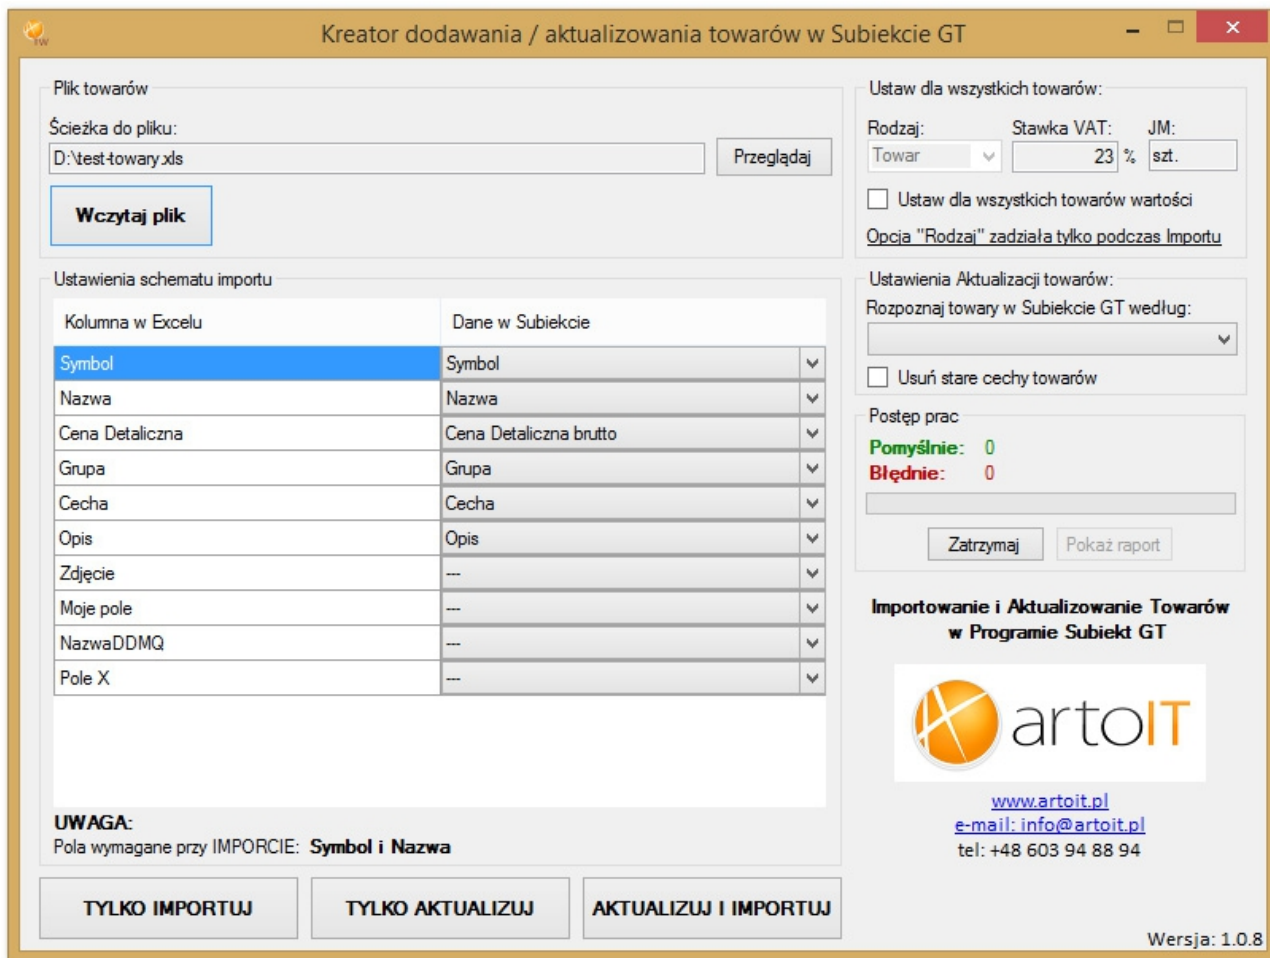 Kreator dodawania / aktualizowania towarów w Subiekcie GT
Plik towarów
Ścieżka do pliku:
D:\test-towary.xls
Przeglądaj
Wczytaj plik
Ustaw dla wszystkich towarów:
Rodzaj: Stawka VAT: JM:
Towar 23 % szt.
Ustaw dla wszystkich towarów wartości
Opcja "Rodzaj" zadziała tylko podczas Importu
Ustawienia schematu importu
Kolumna w Excelu Dane w Subiekcie
Symbol Symbol
Nazwa Nazwa
Cena Detaliczna Cena Detaliczna brutto
Grupa Grupa
Cecha Cecha
Opis Opis
Zdjęcie ---
Moje pole ---
NazwaDDMQ ---
Pole X ---
UWAGA:
Pola wymagane przy IMPORCIE: Symbol i Nazwa
Ustawienia Aktualizacji towarów:
Rozpoznaj towary w Subiekcie GT według:
Usuń stare cechy towarów
Postęp prac
Pomyślnie: 0
Błędnie: 0
Zatrzymaj Pokaż raport
Importowanie i Aktualizowanie Towarów
w Programie Subiekt GT
artoIT
www.artoit.pl
e-mail: info@artoit.pl
tel: +48 603 94 88 94
TYLKO IMPORTUJ TYLKO AKTUALIZUJ AKTUALIZUJ I IMPORTUJ
Wersja: 1.0.8